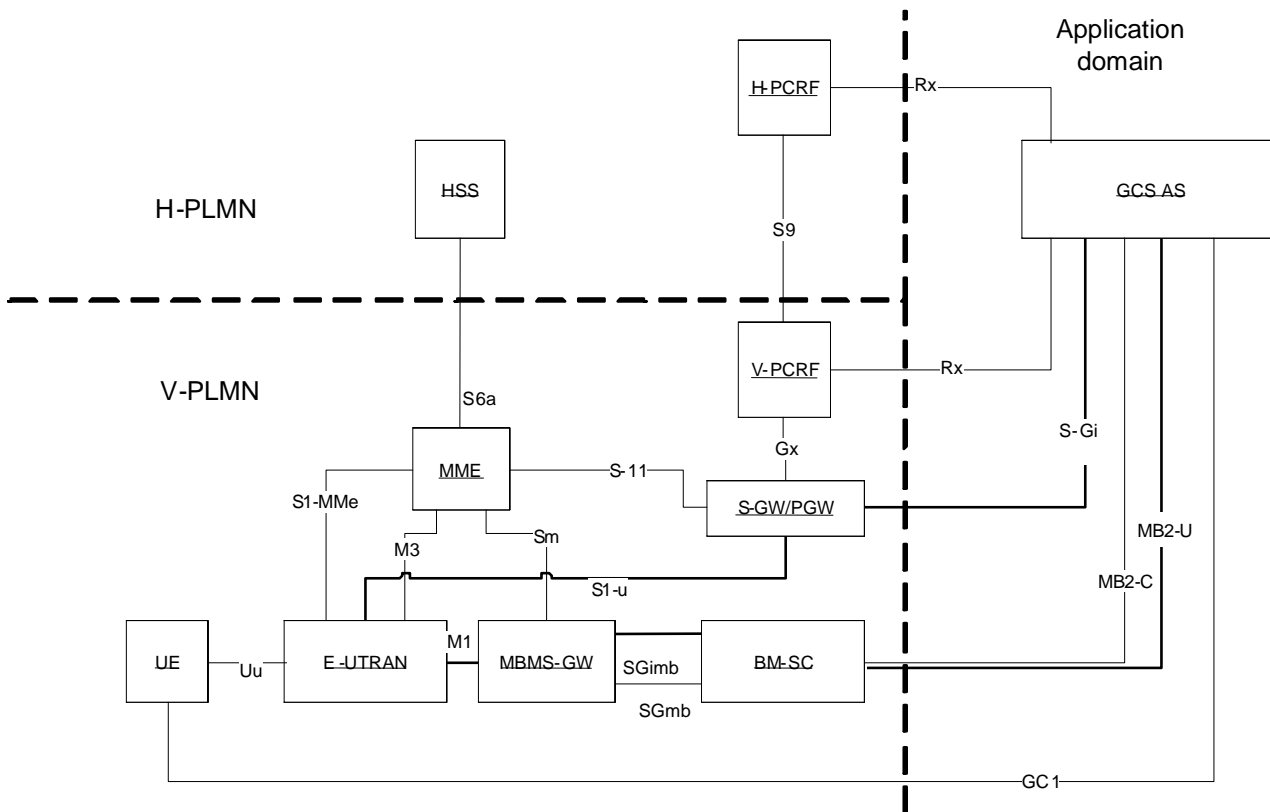 Application
domain
H-PCRF
Rx
HSS
GCS AS
H-PLMN
S9
V-PCRF
Rx
V-PLMN
S6a
S-Gi
Gx
MME
S-11
S1-MMe
S-GW/PGW
Sm
M3
MB2-U
S1-u
MB2-C
M1
UE
Uu
E-UTRAN
MBMS-GW
SGimb
BM-SC
SGmb
GC1